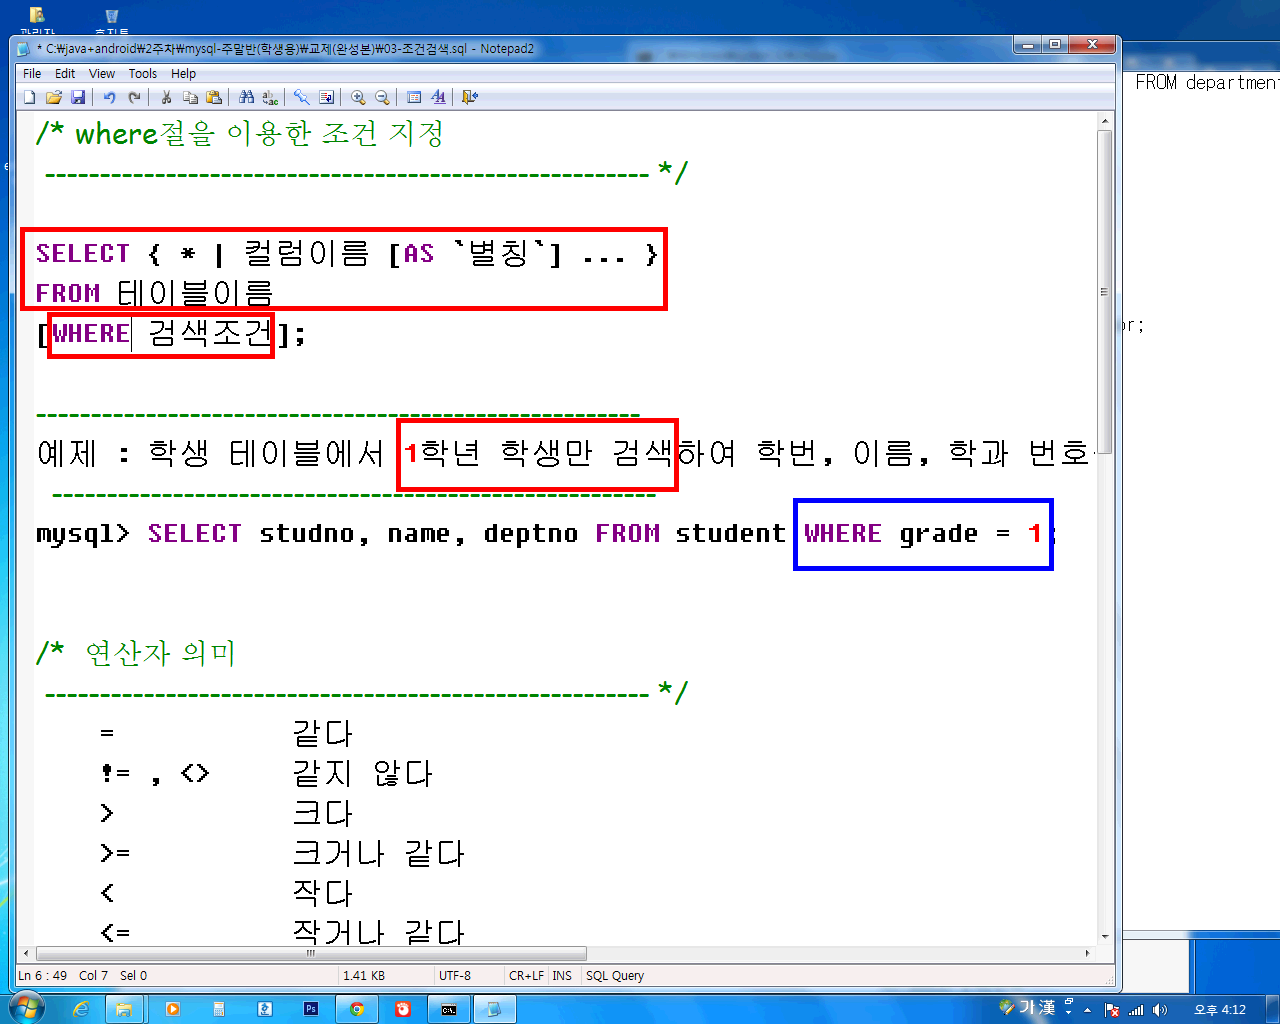 관리자
휴지통
* C:₩java+android₩2주차₩mysql-주말반(학생용)₩교제(완성본)₩03-조건검색.sql - Notepad2
File Edit View Tools Help
FROM department
/* where절을 이용한 조건 지정
------------------------------------------------------- */
SELECT { * | 컬럼이름 [AS `별칭`] ... }
FROM 테이블이름
or;
[WHERE 검색조건];
-------------------------------------------------------
예제 : 학생 테이블에서 1학년 학생만 검색하여 학번, 이름, 학과 번호
-------------------------------------------------------
mysql> SELECT studno, name, deptno FROM student WHERE grade = 1;
/* 연산자 의미
------------------------------------------------------- */
= 같다
!= , <> 같지 않다
> 크다
>= 크거나 같다
< 작다
<= 작거나 같다
Ln 6 : 49 Col 7 Sel 0 1.41 KB UTF-8 CR+LF INS SQL Query
가 漢 오후 4:12